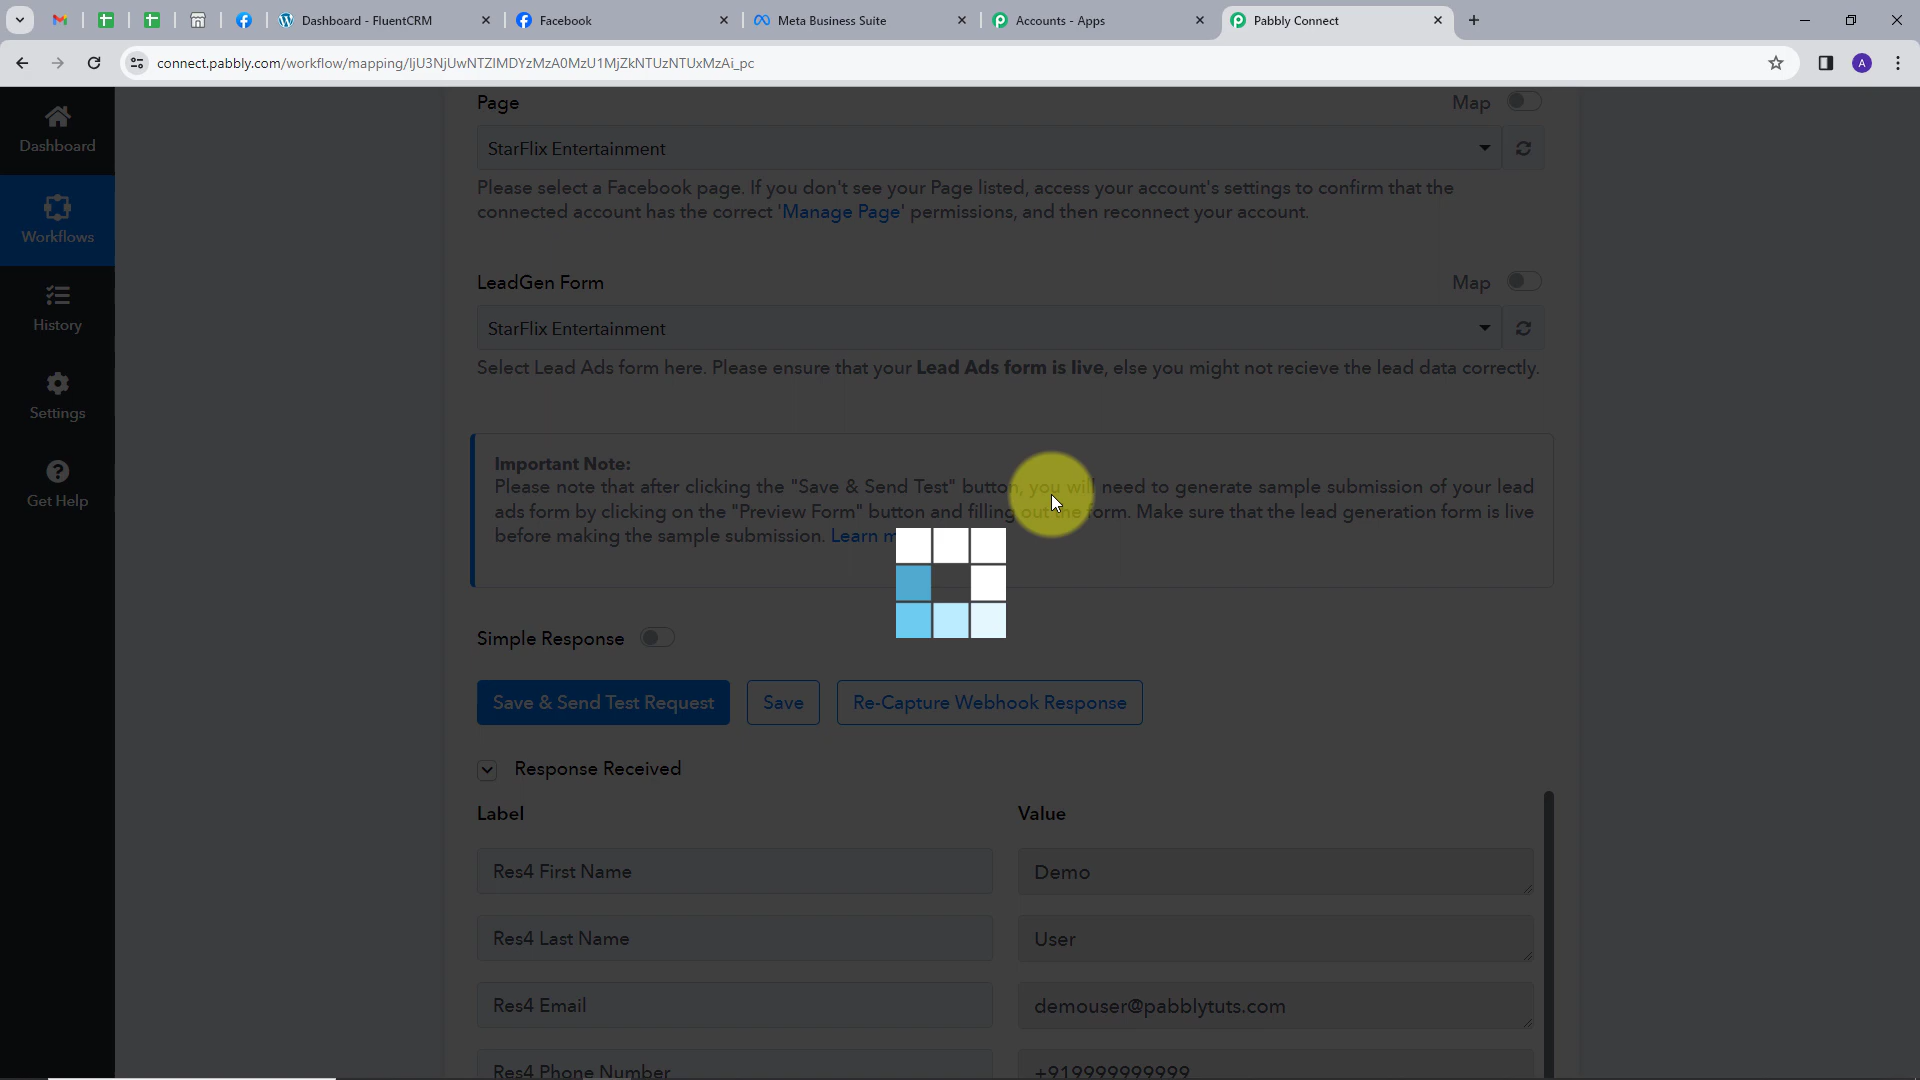 Dashboard - FluentCRM
Facebook
Meta Business Suite
Accounts - Apps
Pabbly Connect
connect.pabbly.com/workflow/mapping/IjU3NjUwNTZlMDYzMzA0MzU1MjZkNTUzNTUxMzAi_pc
A
Dashboard
Workflows
History
Settings
Get Help
Page
Map
StarFlix Entertainment
Please select a Facebook page. If you don't see your Page listed, access your account's settings to confirm that the
connected account has the correct 'Manage Page' permissions, and then reconnect your account.
LeadGen Form
Map
StarFlix Entertainment
Select Lead Ads form here. Please ensure that your Lead Ads form is live, else you might not recieve the lead data correctly.
Important Note:
Please note that after clicking the "Save & Send Test" button, you will need to generate sample submission of your lead
ads form by clicking on the "Preview Form" button and filling out the form. Make sure that the lead generation form is live
before making the sample submission. Learn
Simple Response
Save & Send Test Request
Save
Re-Capture Webhook Response
Response Received
Label
Value
Res4 First Name
Demo
Res4 Last Name
User
Res4 Email
demouser@pabblytuts.com
Res4 Phone Number
+919999999999